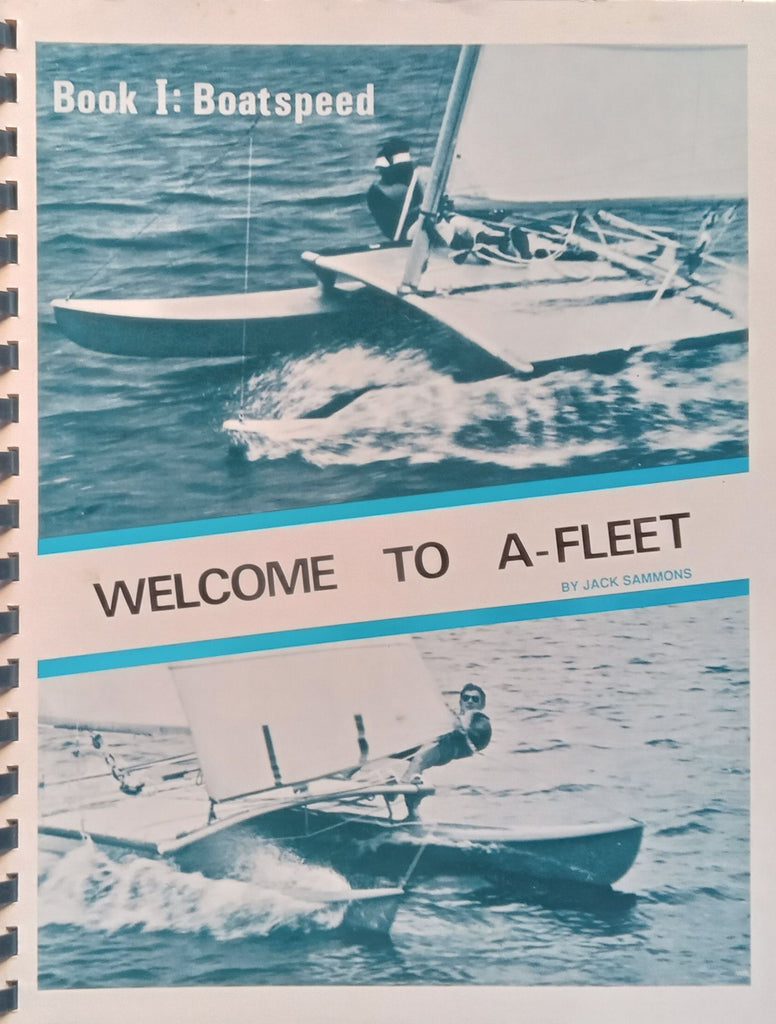 Book I: Boatspeed
WELCOME TO A-FLEET
BY JACK SAMMONS